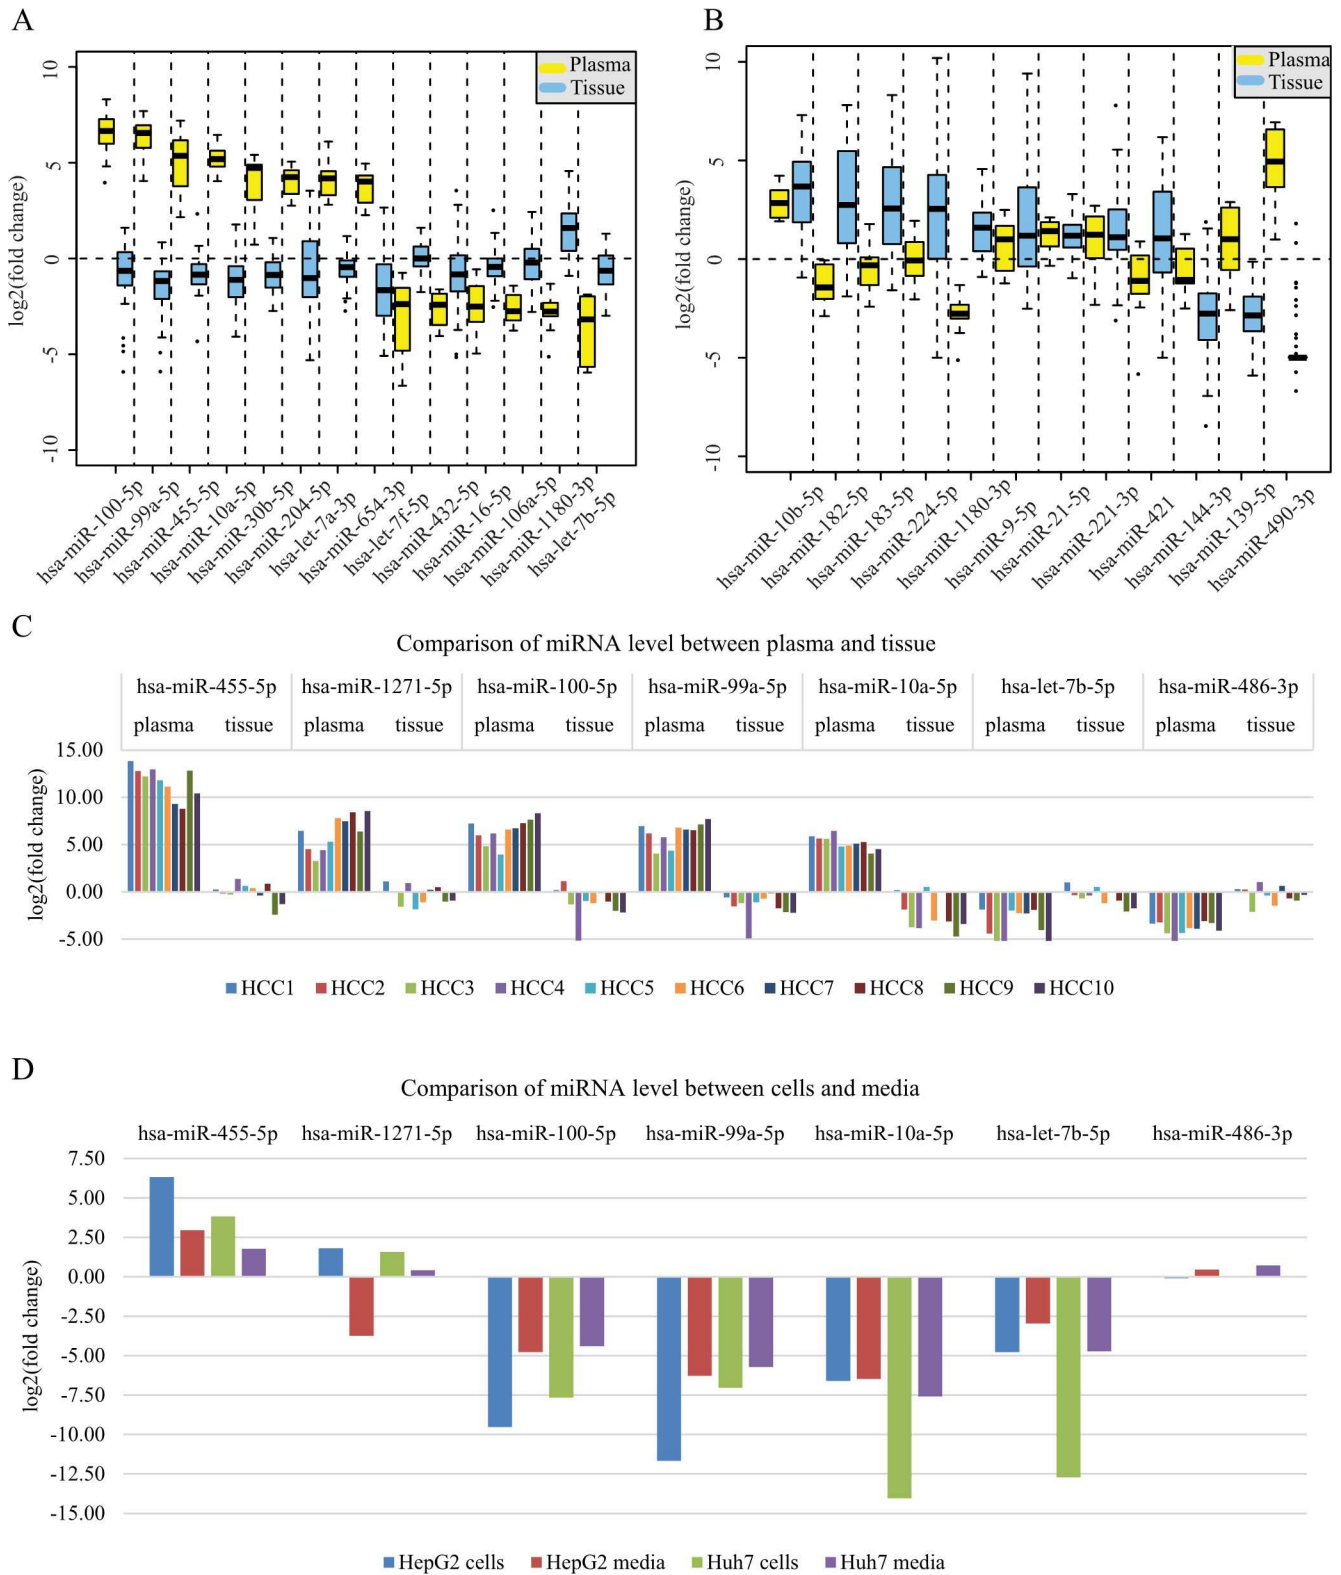 A
B
Plasma
Tissue
10
5
0
-5
-10
log2(fold change)
hsa-miR-100-5p
hsa-miR-99a-5p
hsa-miR-455-5p
hsa-miR-10a-5p
hsa-miR-30b-5p
hsa-miR-204-5p
hsa-let-7a-3p
hsa-miR-654-3p
hsa-let-7f-5p
hsa-miR-432-5p
hsa-miR-16-5p
hsa-miR-106a-5p
hsa-miR-1180-3p
hsa-let-7b-5p
Plasma
Tissue
10
5
0
-5
-10
log2(fold change)
hsa-miR-10b-5p
hsa-miR-182-5p
hsa-miR-183-5p
hsa-miR-224-5p
hsa-miR-1180-3p
hsa-miR-9-5p
hsa-miR-21-5p
hsa-miR-221-3p
hsa-miR-421
hsa-miR-144-3p
hsa-miR-139-5p
hsa-miR-490-3p
C
Comparison of miRNA level between plasma and tissue
hsa-miR-455-5p hsa-miR-1271-5p hsa-miR-100-5p hsa-miR-99a-5p hsa-miR-10a-5p hsa-let-7b-5p hsa-miR-486-3p
plasma tissue plasma tissue plasma tissue plasma tissue plasma tissue plasma tissue plasma tissue
15.00
10.00
5.00
0.00
-5.00
log2(fold change)
HCC1 HCC2 HCC3 HCC4 HCC5 HCC6 HCC7 HCC8 HCC9 HCC10
D
Comparison of miRNA level between cells and media
hsa-miR-455-5p hsa-miR-1271-5p hsa-miR-100-5p hsa-miR-99a-5p hsa-miR-10a-5p hsa-let-7b-5p hsa-miR-486-3p
7.50
5.00
2.50
0.00
-2.50
-5.00
-7.50
-10.00
-12.50
-15.00
log2(fold change)
HepG2 cells HepG2 media Huh7 cells Huh7 media